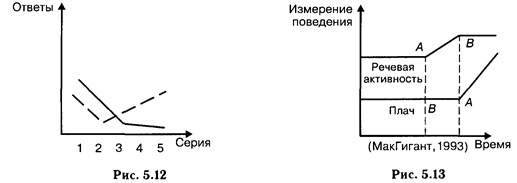 Ответы
1 2 3 4 5 Серия
Рис. 5.12
Измерение
поведения
A B
Речевая
активность
Плач B A
(МакГигант, 1993) Время
Рис. 5.13